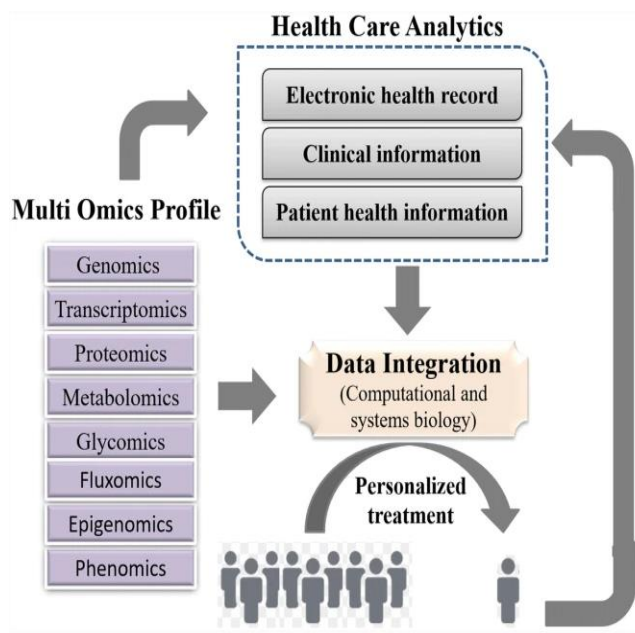 Health Care Analytics
Electronic health record
Clinical information
Patient health information
Multi Omics Profile
Genomics
Transcriptomics
Proteomics
Metabolomics
Glycomics
Fluxomics
Epigenomics
Phenomics
Data Integration
(Computational and
systems biology)
Personalized
treatment